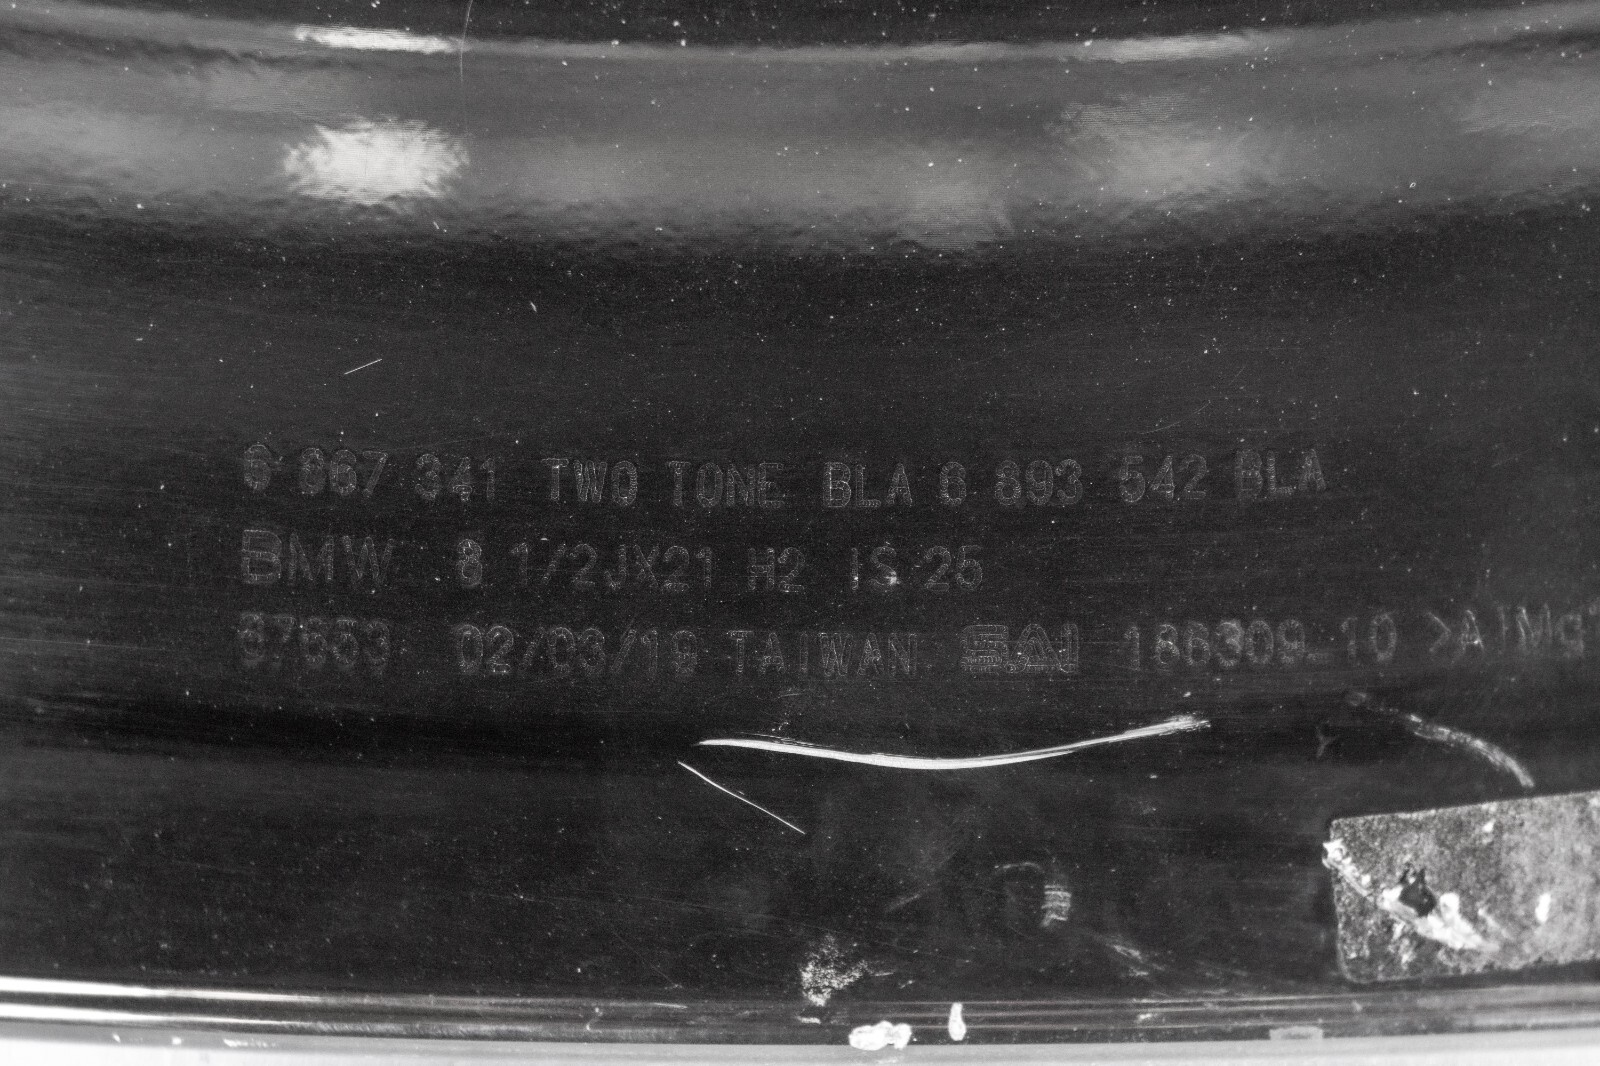 6 867 341 TWO TONE BLA 6 893 542 BLA
BMW 8 1/2JX21 H2 IS 25
37653 02/03/19 TAIWAN SAI 186309 10 >AlMg